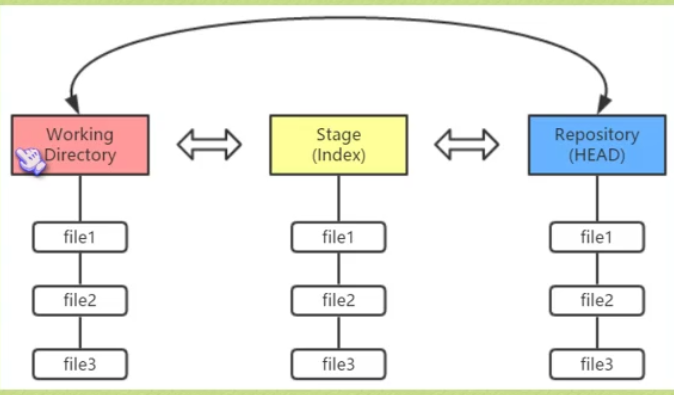 Working
Directory
Stage
(Index)
Repository
(HEAD)
file1
file1
file1
file2
file2
file2
file3
file3
file3